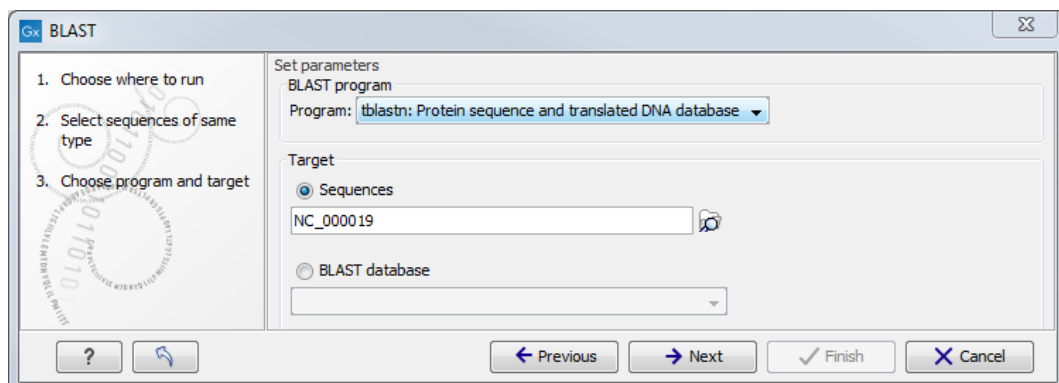 Gx BLAST
1. Choose where to run
2. Select sequences of same
type
3. Choose program and target
Set parameters
BLAST program
Program: tblastn: Protein sequence and translated DNA database
Target
Sequences
NC_000019
BLAST database
?
Previous
Next
Finish
Cancel